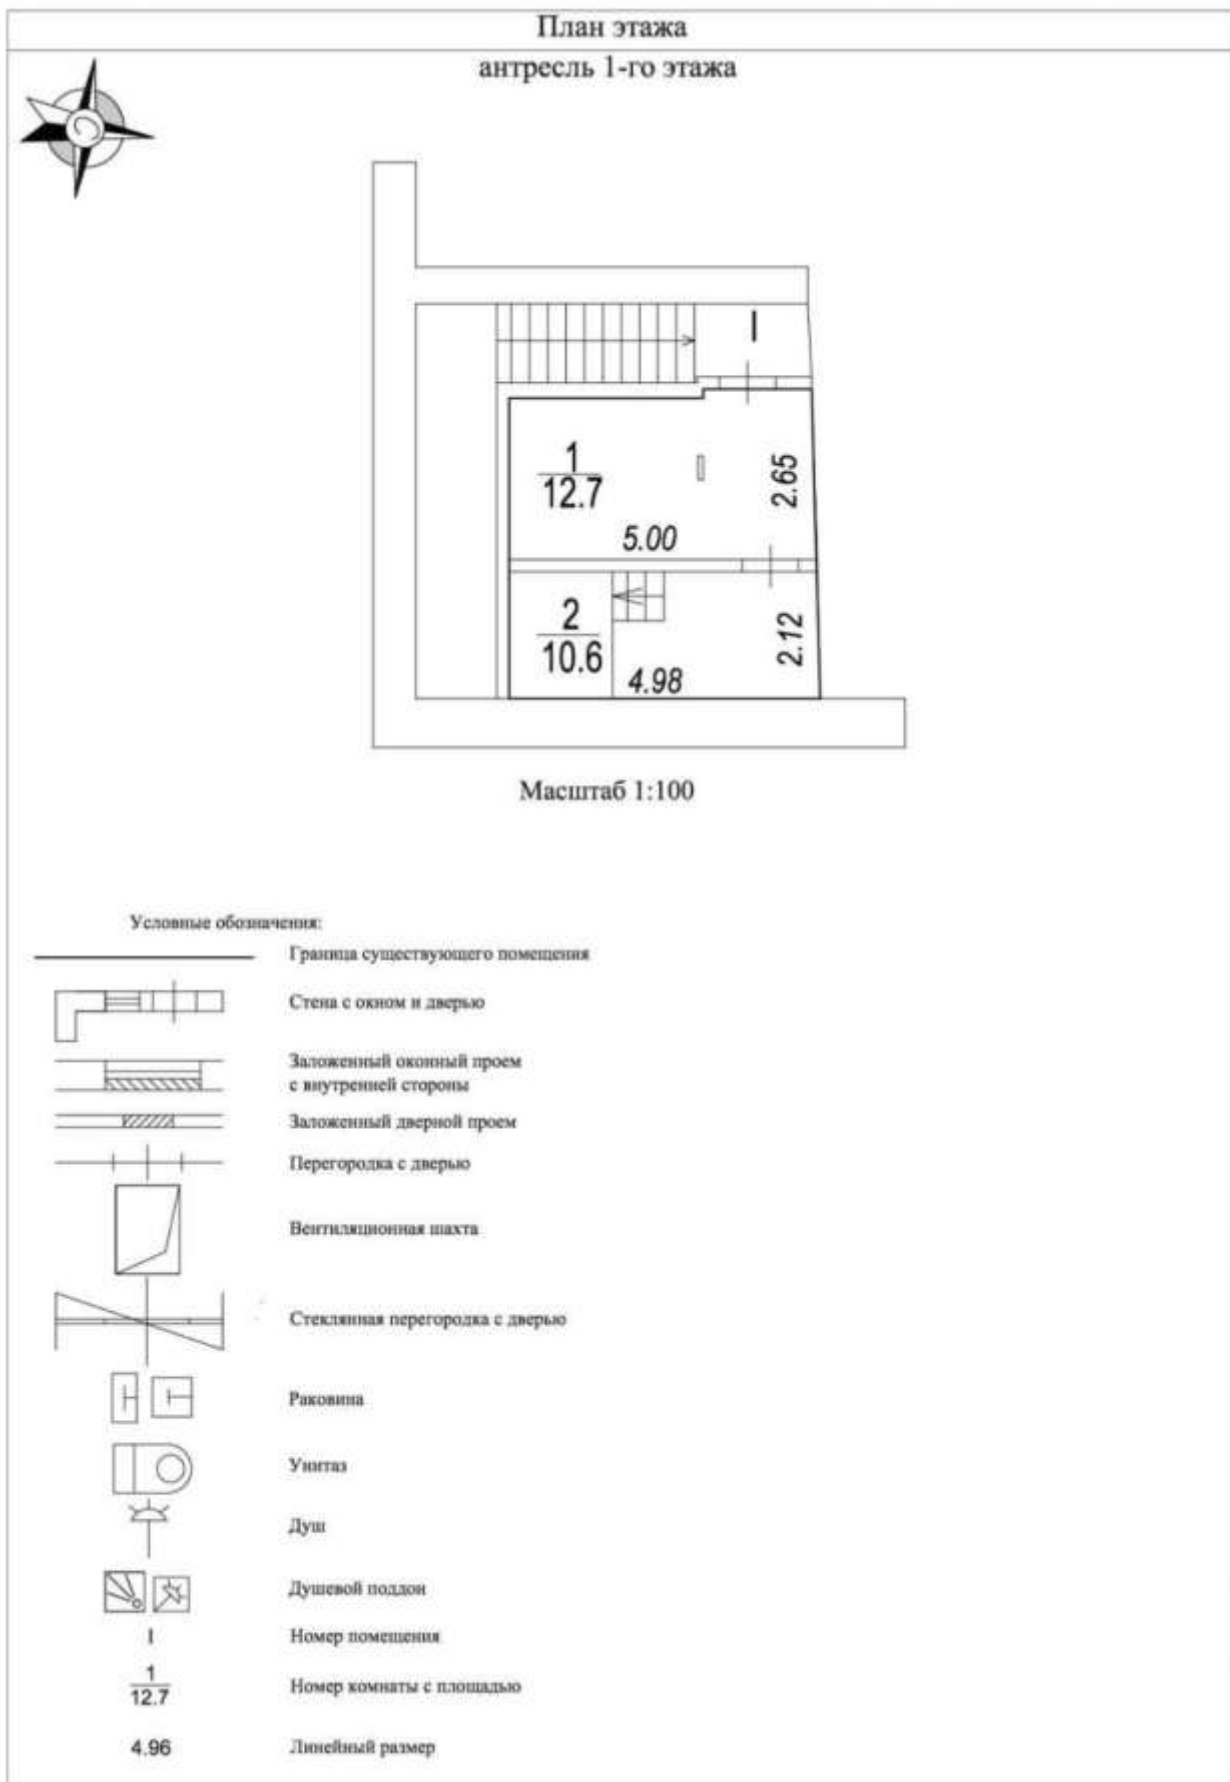 План этажа
антресль 1-го этажа
I
1
12.7
2.65
5.00
2
10.6
2.12
4.98
Масштаб 1:100
Условные обозначения:
Граница существующего помещения
Стена с окном и дверью
Заложенный оконный проем
с внутренней стороны
Заложенный дверной проем
Перегородка с дверью
Вентиляционная шахта
Стеклянная перегородка с дверью
Раковина
Унитаз
Душ
Душевой поддон
I Номер помещения
1
12.7 Номер комнаты с площадью
4.96 Линейный размер